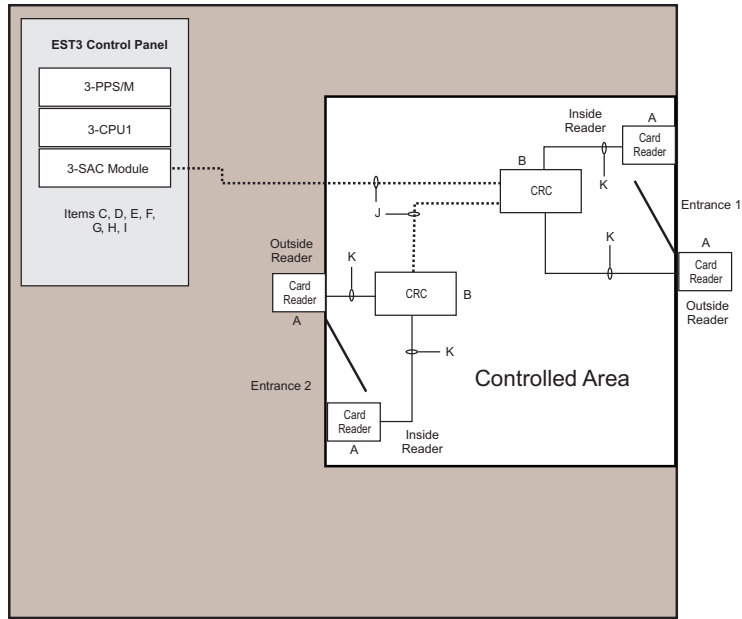 EST3 Control Panel
3-PPS/M
3-CPU1
3-SAC Module
Items C, D, E, F,
G, H, I
Inside
Reader
A
Card
Reader
K
B
CRC
Entrance 1
J
K
A
Card
Reader
Outside
Reader
Outside
Reader
K
Card
Reader
A
CRC
B
K
Entrance 2
Controlled Area
Card
Reader
A
Inside
Reader